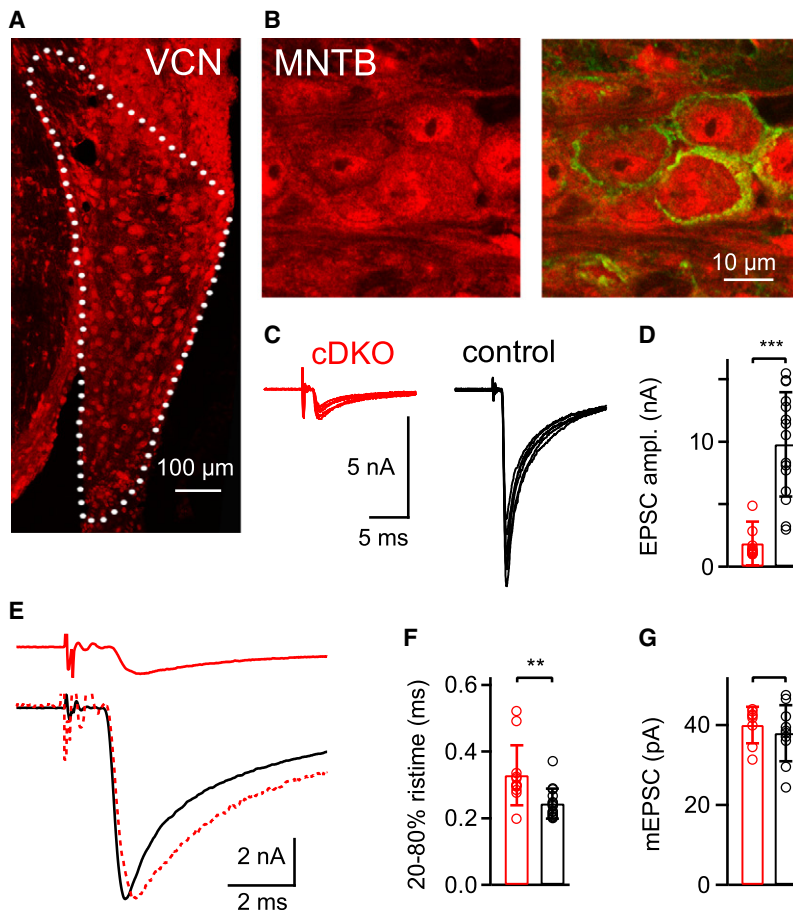 A
VCN
100 µm
B
MNTB
10 µm
C
cDKO
control
5 nA
5 ms
D
***
EPSC ampl. (nA)
10
0
E
2 nA
2 ms
F
**
20-80% ristime (ms)
0.6
0.4
0.2
0.0
G
mEPSC (pA)
40
20
0